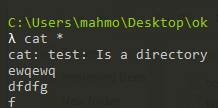 C:\Users\mahmo\Desktop\ok
λ cat *
cat: test: Is a directory
ewqewq
dfdfg
f